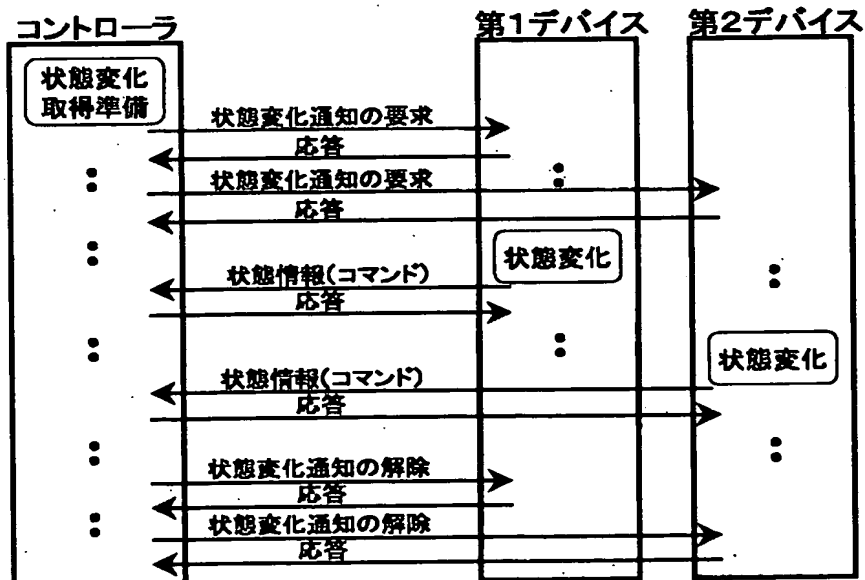 コントローラ
第1デバイス
第2デバイス
状態変化
取得準備
状態変化通知の要求
応答
状態変化通知の要求
応答
状態変化
状態情報(コマンド)
応答
状態変化
状態情報(コマンド)
応答
状態変化通知の解除
応答
状態変化通知の解除
応答